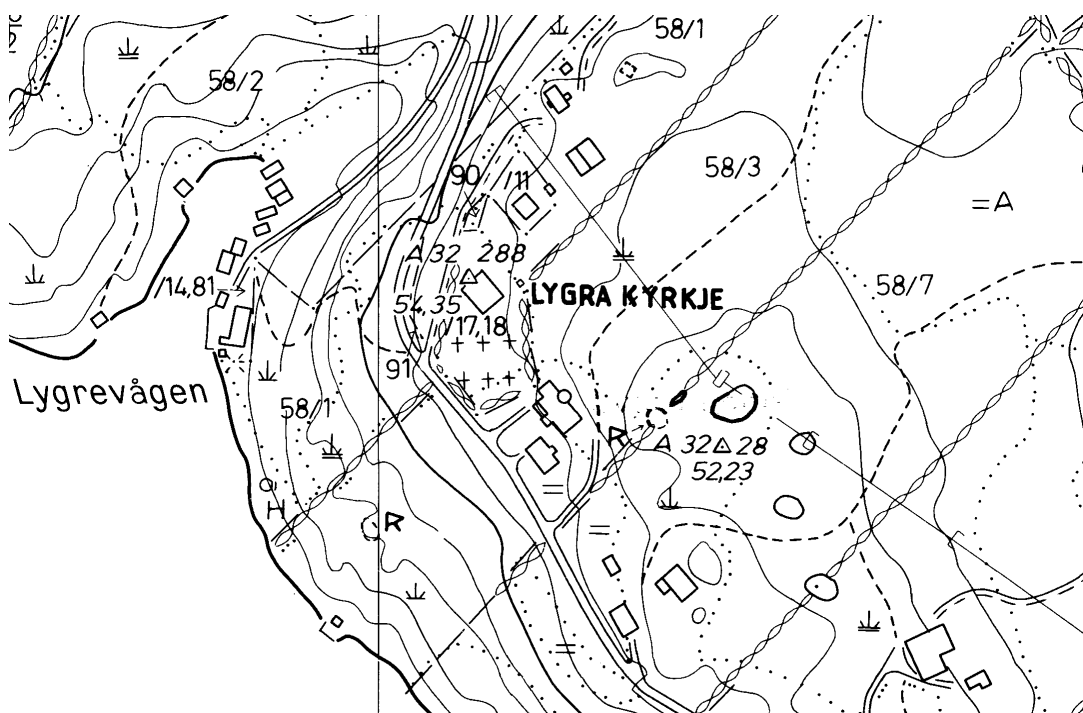 58/1
58/2
58/3
90
/11
=A
A 32 288
/14,81
54,35
LYGRA KYRKJE
58/7
/17,18
91
Lygrevågen
58/1
R
A 32 28
52,23
H
R